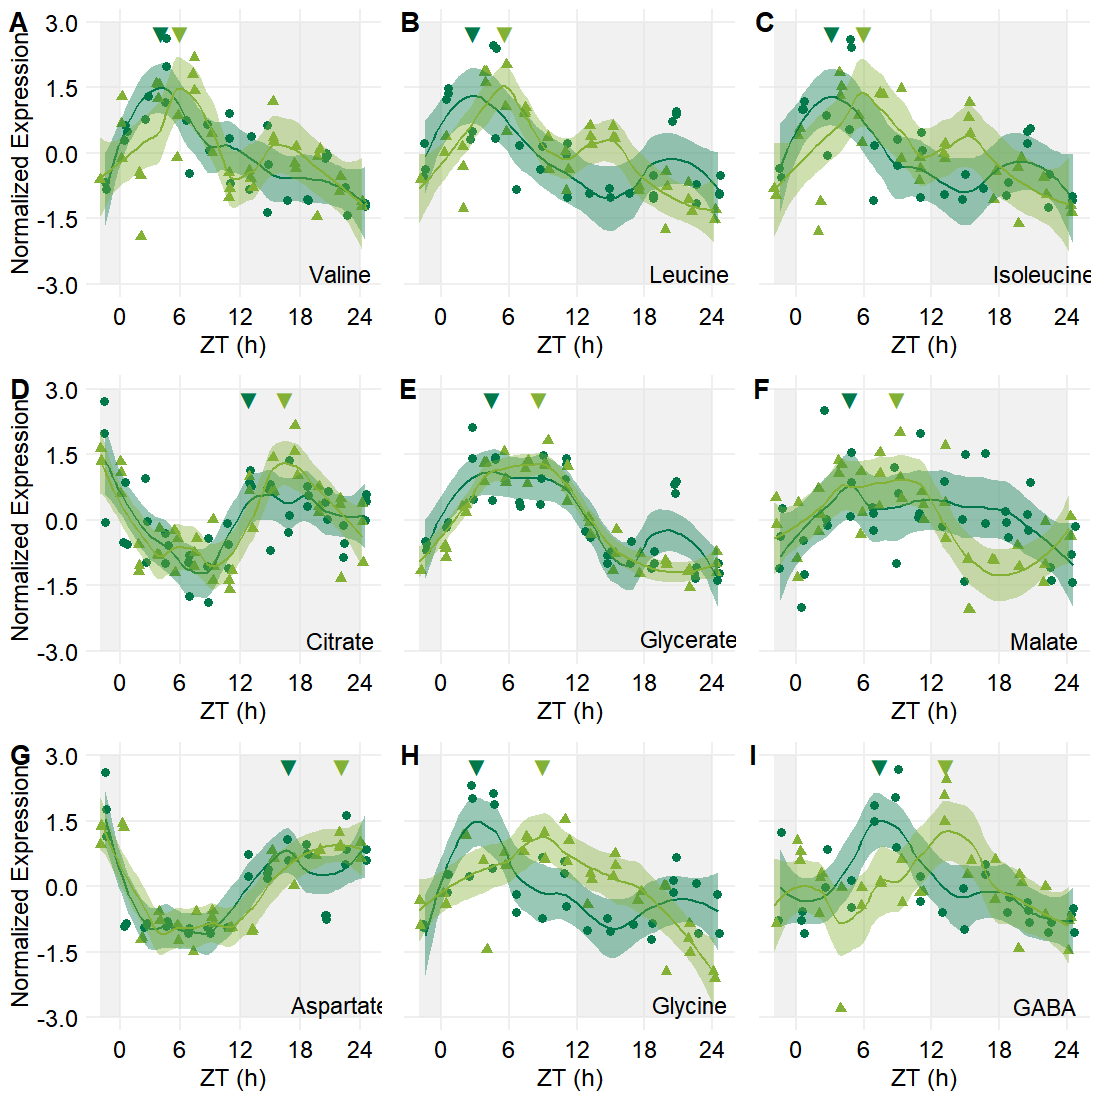 A
B
C
Normalized Expression
3.0
1.5
0.0
-1.5
-3.0
Valine
Leucine
Isoleucine
0 6 12 18 24
0 6 12 18 24
0 6 12 18 24
ZT (h)
ZT (h)
ZT (h)
D
E
F
Normalized Expression
3.0
1.5
0.0
-1.5
-3.0
Citrate
Glycerate
Malate
0 6 12 18 24
0 6 12 18 24
0 6 12 18 24
ZT (h)
ZT (h)
ZT (h)
G
H
I
Normalized Expression
3.0
1.5
0.0
-1.5
-3.0
Aspartate
Glycine
GABA
0 6 12 18 24
0 6 12 18 24
0 6 12 18 24
ZT (h)
ZT (h)
ZT (h)